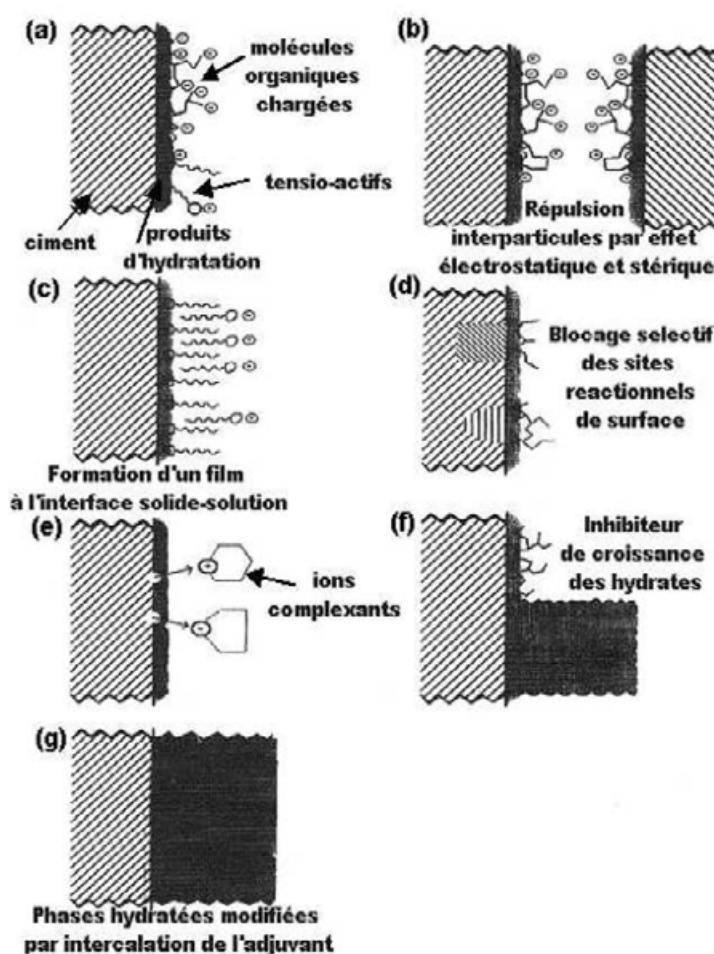 (a)
molécules
organiques
chargées
tensio-actifs
ciment
produits
d'hydratation
(b)
Répulsion
interparticules par effet
électrostatique et stérique
(c)
Formation d'un film
à l'interface solide-solution
(d)
Blocage selectif
des sites
reactionnels
de surface
(e)
ions
complexants
(f)
Inhibiteur
de croissance
des hydrates
(g)
Phases hydratées modifiées
par intercalation de l'adjuvant